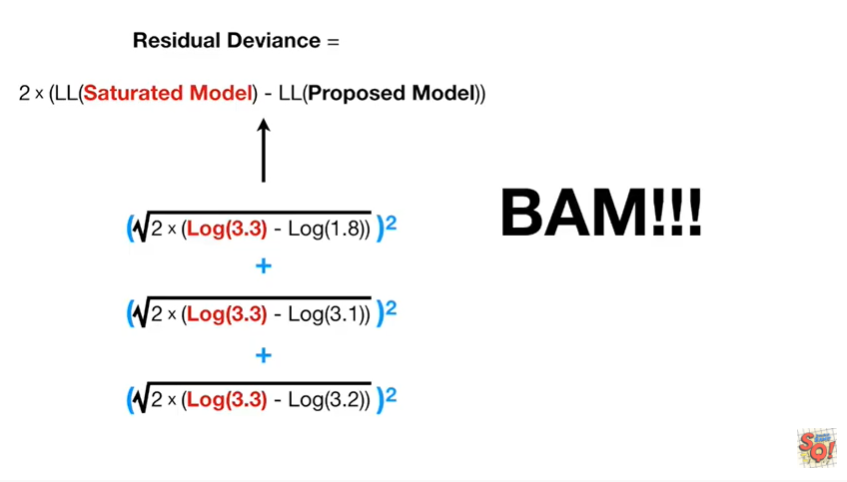 Residual Deviance =
2 × (LL(Saturated Model) - LL(Proposed Model))
(√2 × (Log(3.3) - Log(1.8)) )²
BAM!!!
+
(√2 × (Log(3.3) - Log(3.1)) )²
+
(√2 × (Log(3.3) - Log(3.2)) )²
SQ!